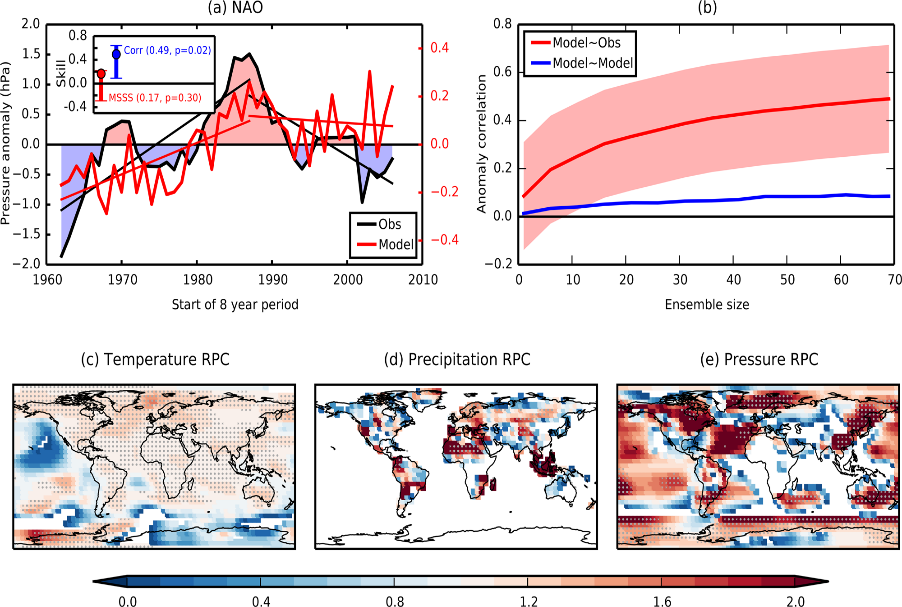 (a) NAO
Pressure anomaly (hPa)
2.0
1.5
1.0
0.5
0.0
−0.5
−1.0
−1.5
−2.0
Skill
0.8
0.4
0.0
-0.4
Corr (0.49, p=0.02)
MSSS (0.17, p=0.30)
0.4
0.2
0.0
−0.2
−0.4
Obs
Model
1960 1970 1980 1990 2000 2010
Start of 8 year period
(b)
Anomaly correlation
0.8
0.6
0.4
0.2
0.0
−0.2
Model~Obs
Model~Model
0 10 20 30 40 50 60 70
Ensemble size
(c) Temperature RPC
(d) Precipitation RPC
(e) Pressure RPC
0.0 0.4 0.8 1.2 1.6 2.0